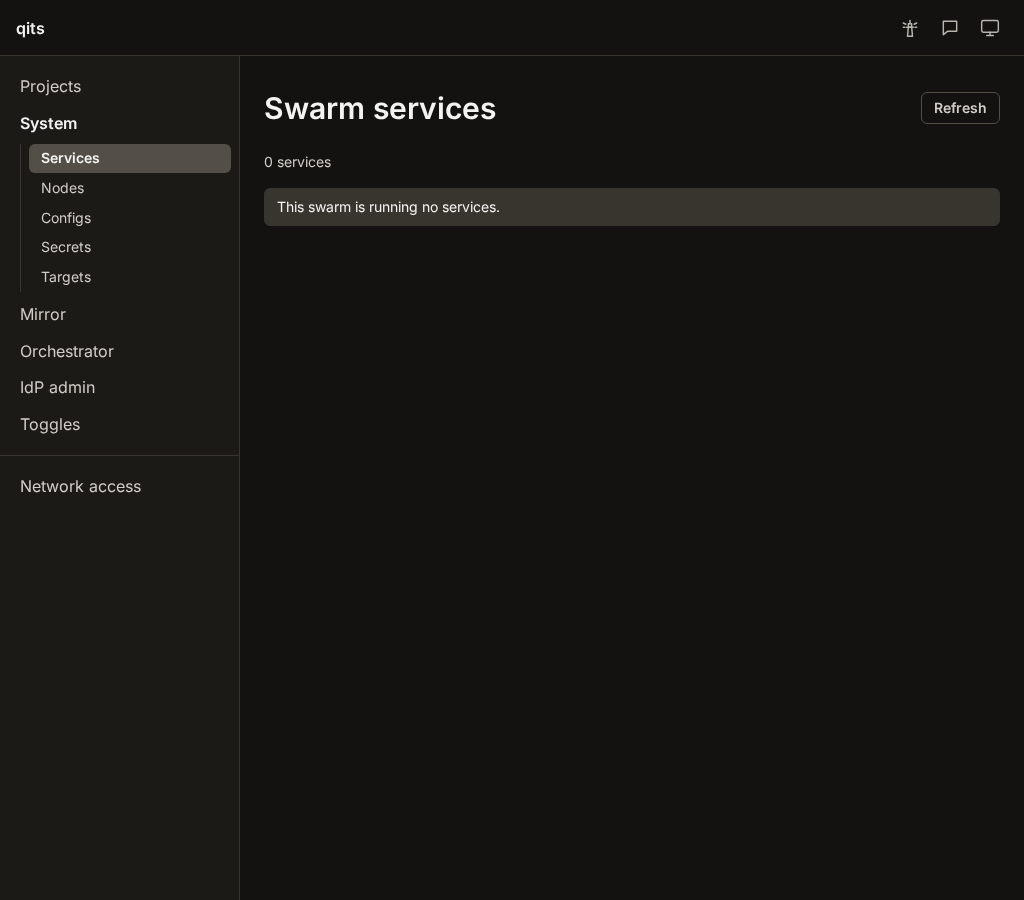 qits
Projects
System
Services
Nodes
Configs
Secrets
Targets
Mirror
Orchestrator
IdP admin
Toggles
Network access
Swarm services
Refresh
0 services
This swarm is running no services.